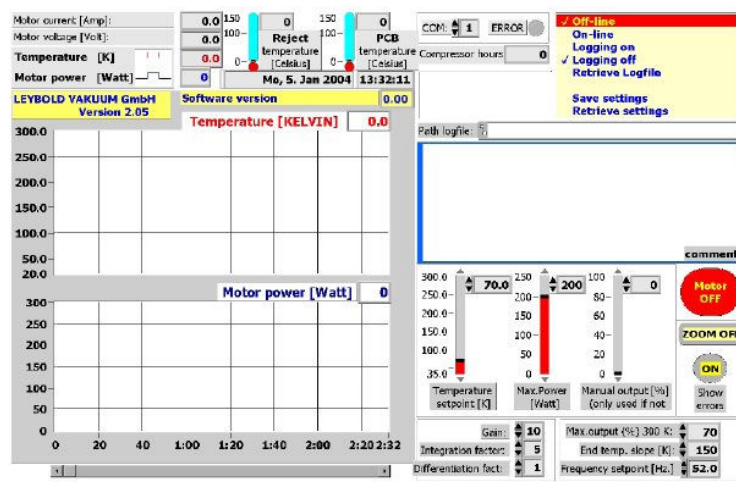 Motor current [Amp]: 0.0
Motor voltage [Volt]: 0.0
Temperature [K] 0.0
Motor power [Watt] 0
150
100-
0-
0
Reject
temperature
[Celsius]
150
100-
0-
0
PCB
temperature
[Celsius]
Mo, 5. Jan 2004 13:32:11
COM: 1 ERROR
Compressor hours 0
✓ Off-line
On-line
Logging on
✓ Logging off
Retrieve Logfile
Save settings
Retrieve settings
LEYBOLD VAKUUM GmbH
Version 2.05
Software version 0.00
Temperature [KELVIN] 0.0
300.0
250.0
200.0
150.0
100.0
50.0
20.0
Motor power [Watt] 0
300
250
200
150
100
50
0
0 20 40 1:00 1:20 1:40 2:00 2:20 2:32
Path logfile:
comment
300.0
250.0
200.0
150.0
100.0
35.0
70.0
Temperature
setpoint [K]
250
200
150
100
50
0
200
Max.Power
[Watt]
100
80
60
40
20
0
0
Manual output [%]
(only used if not
Motor
OFF
ZOOM OFF
ON
Show
errors
Gain: 10
Integration factor: 5
Differentiation fact: 1
Max.output (%) 300 K: 70
End temp. slope [K]: 150
Frequency setpoint [Hz.] 52.0